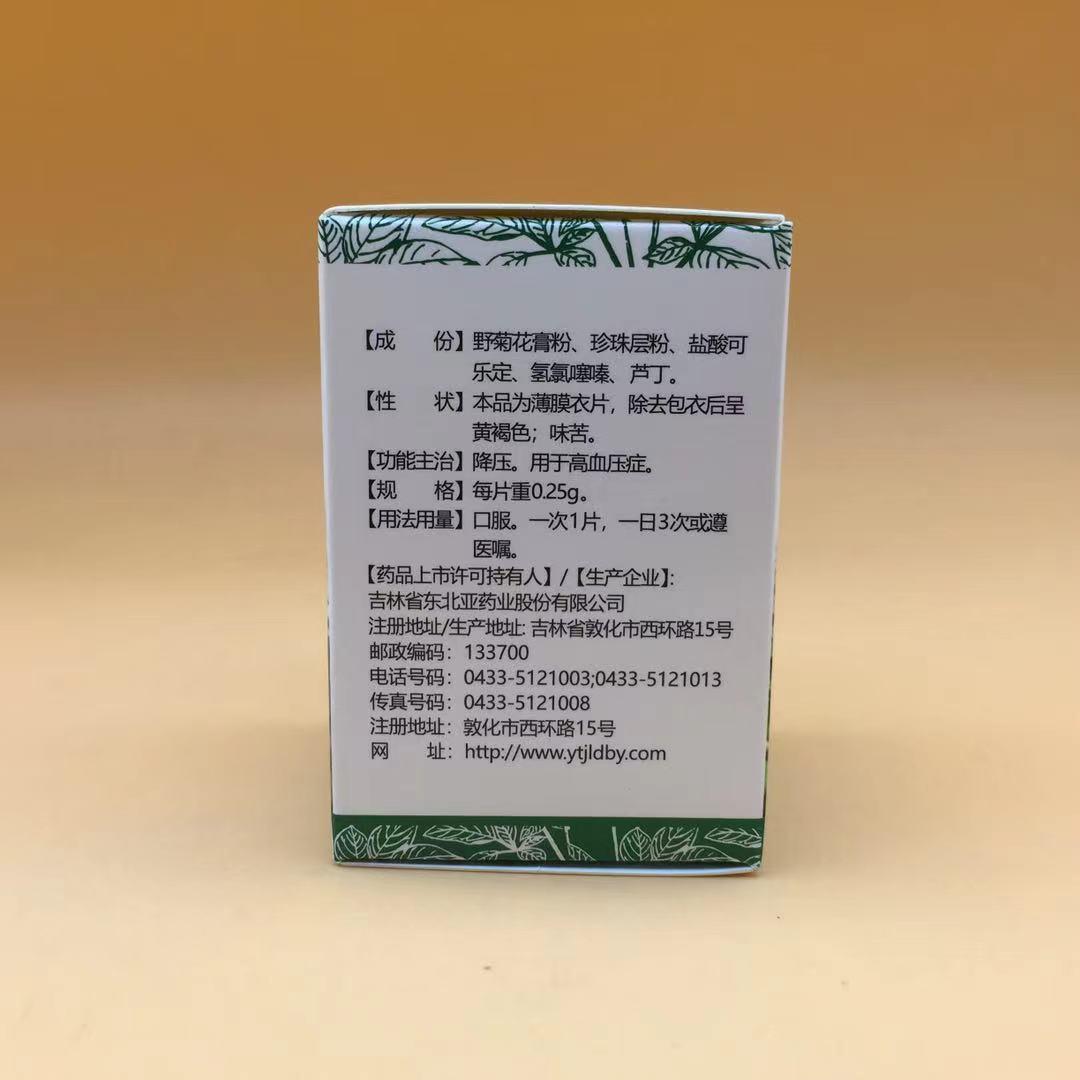 【成　份】野菊花膏粉、珍珠层粉、盐酸可
乐定、氢氯噻嗪、芦丁。
【性　状】本品为薄膜衣片，除去包衣后呈
黄褐色；味苦。
【功能主治】降压。用于高血压症。
【规　格】每片重0.25g。
【用法用量】口服。一次1片，一日3次或遵
医嘱。
【药品上市许可持有人】/【生产企业】:
吉林省东北亚药业股份有限公司
注册地址/生产地址: 吉林省敦化市西环路15号
邮政编码：133700
电话号码：0433-5121003;0433-5121013
传真号码：0433-5121008
注册地址：敦化市西环路15号
网　址：http://www.ytjldby.com